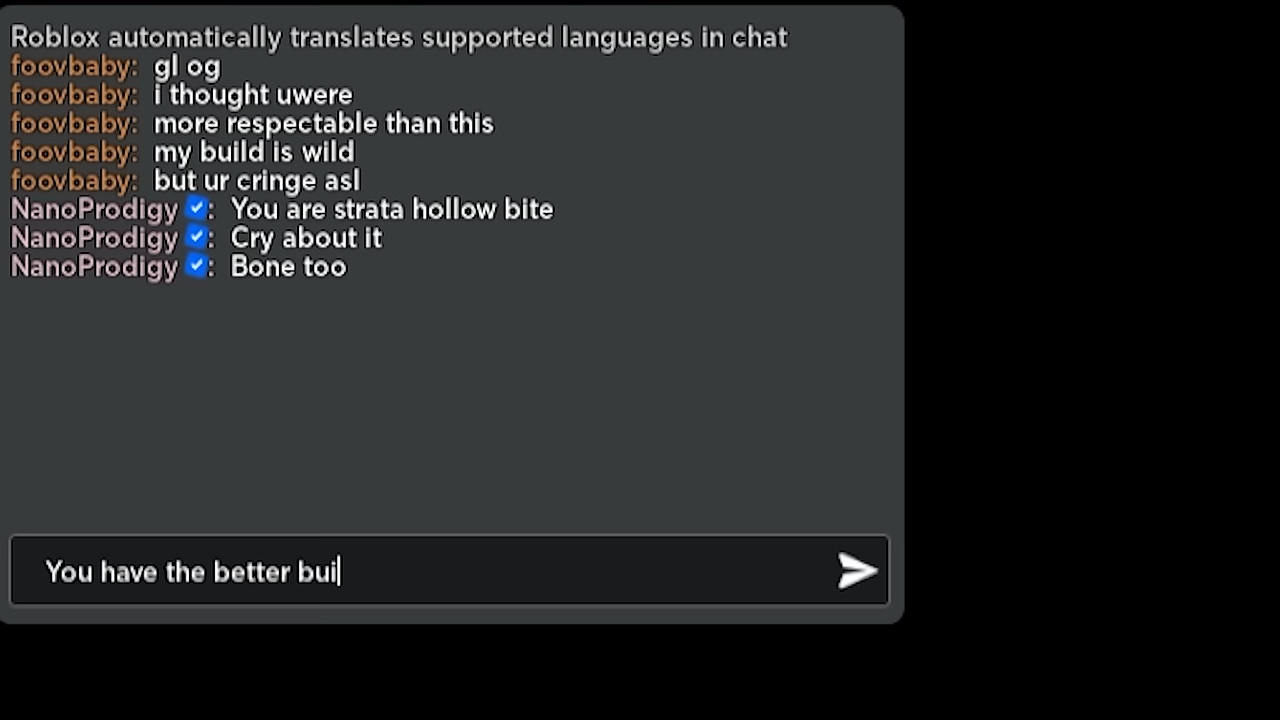 Roblox automatically translates supported languages in chat
foovbaby: gl og
foovbaby: i thought uwere
foovbaby: more respectable than this
foovbaby: my build is wild
foovbaby: but ur cringe asl
NanoProdigy : You are strata hollow bite
NanoProdigy : Cry about it
NanoProdigy : Bone too
You have the better bui